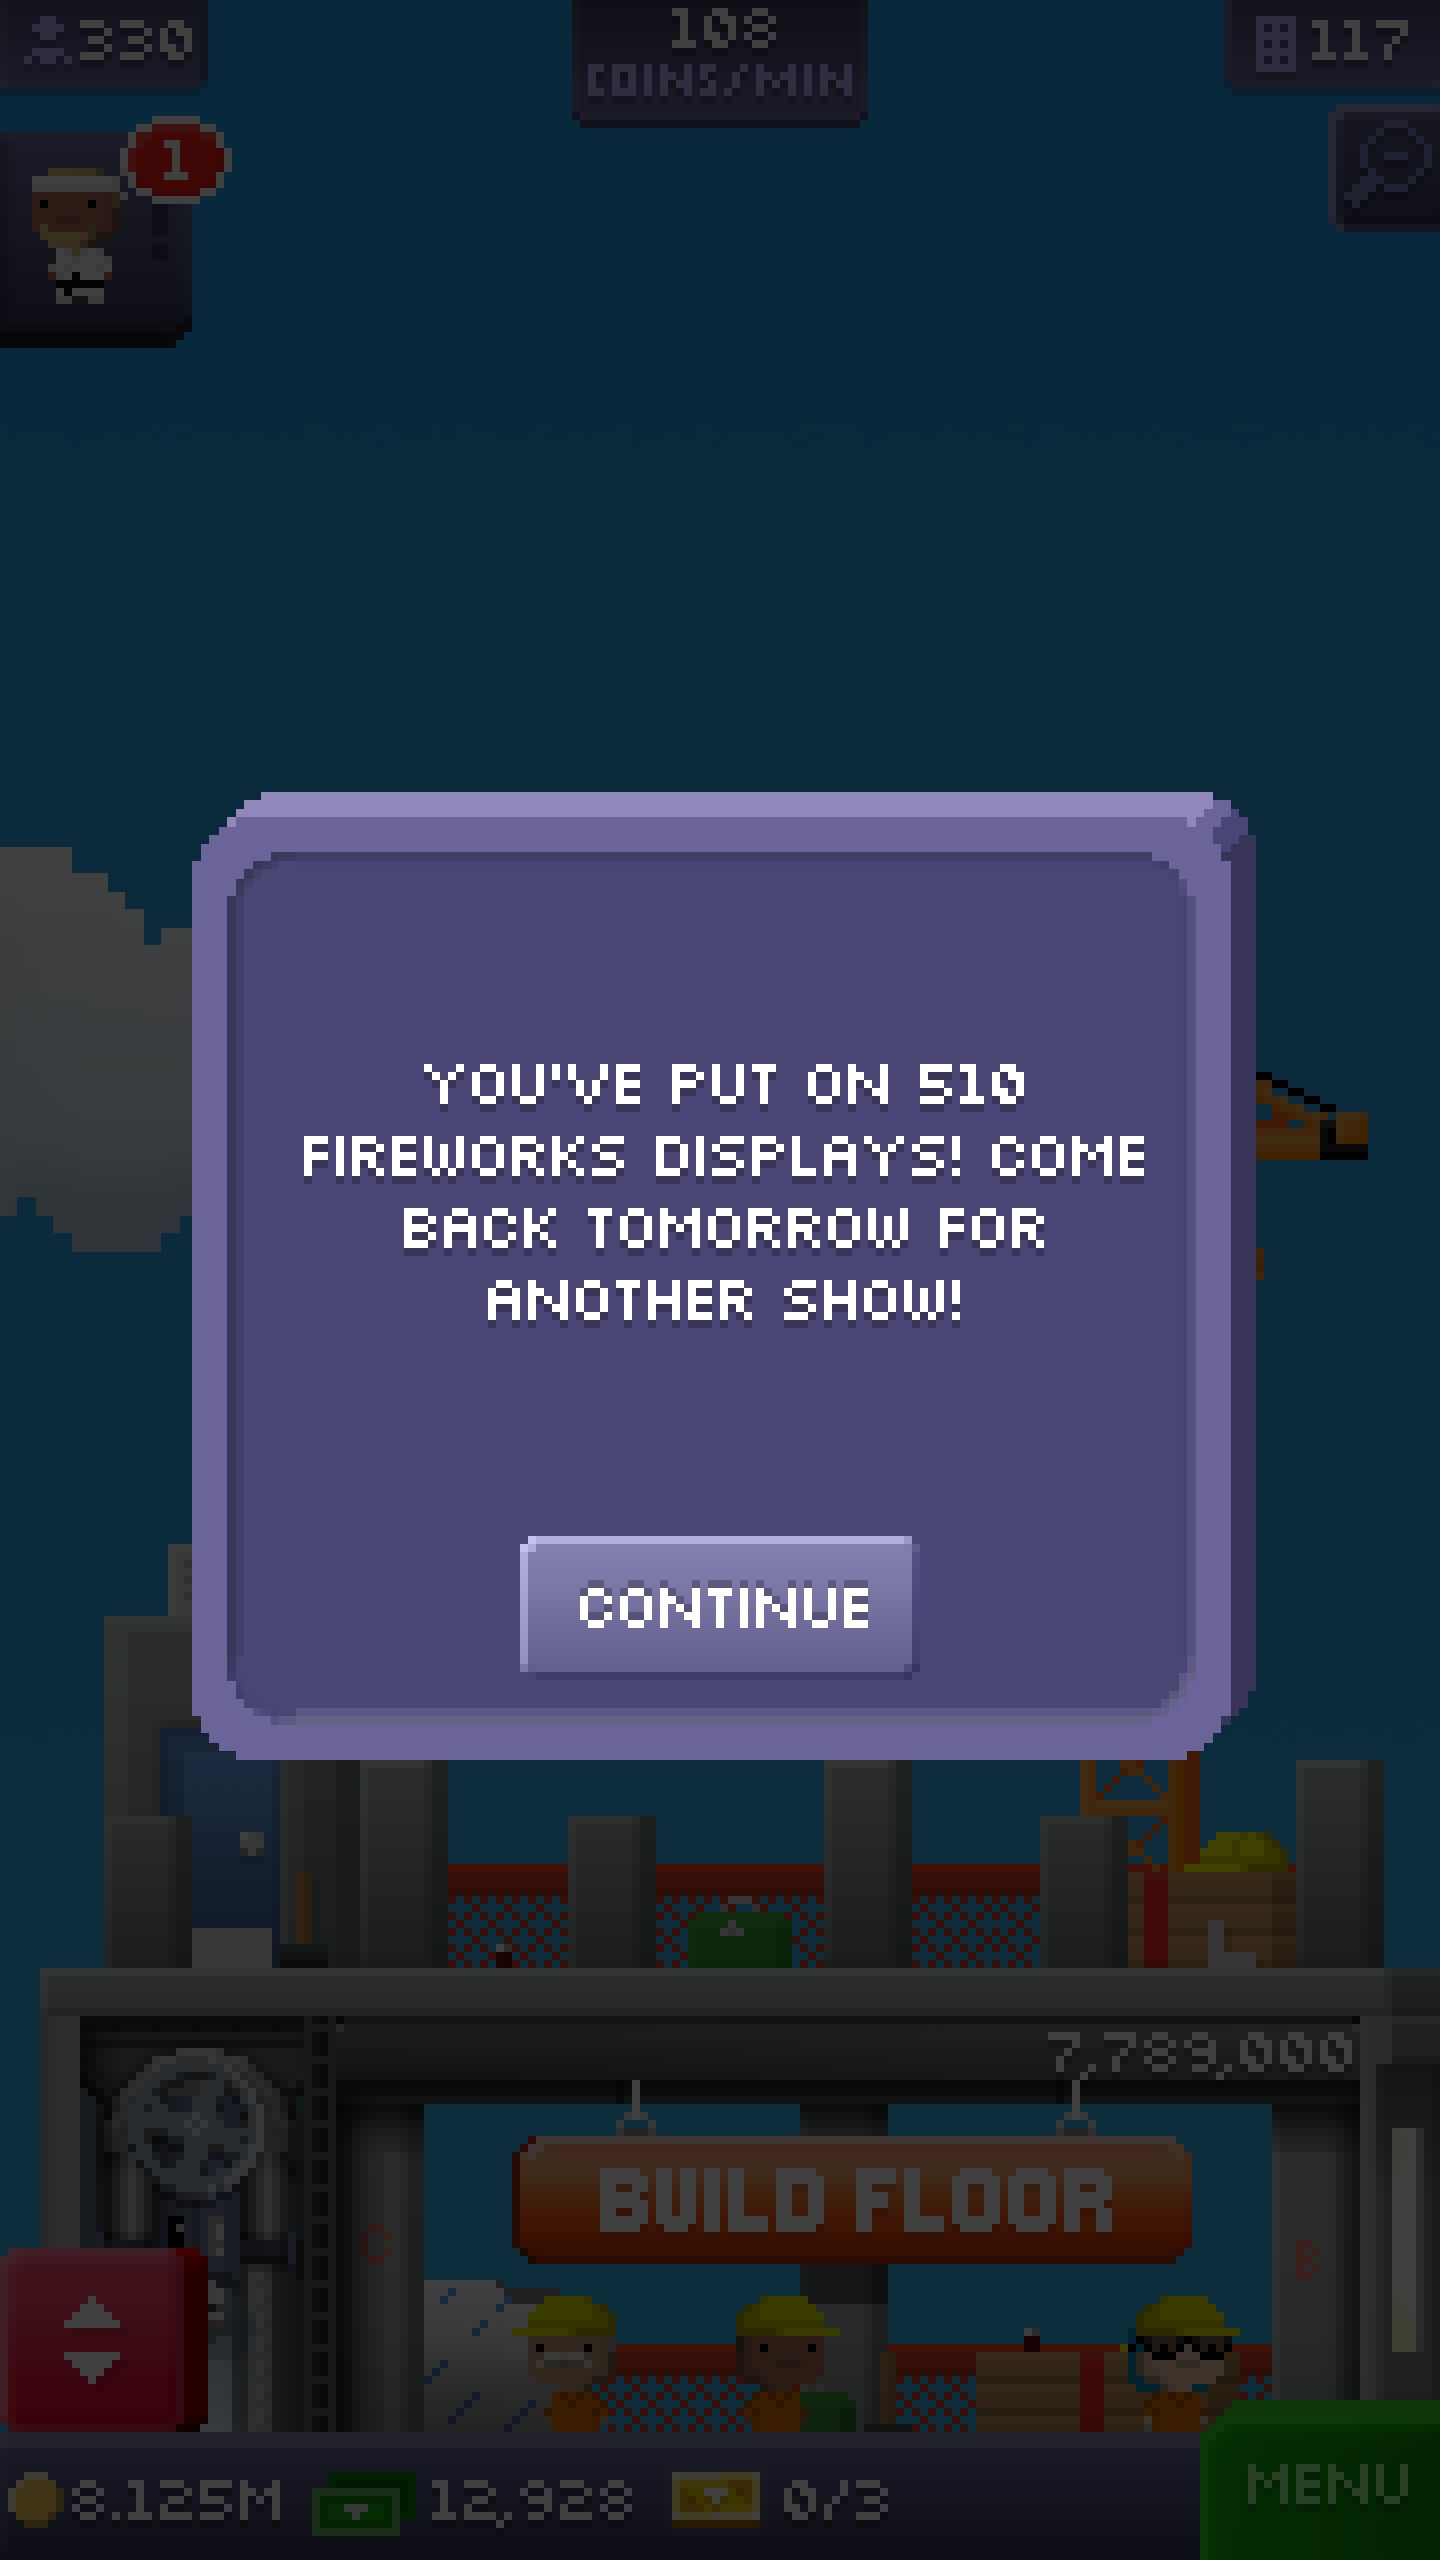 330
108
COINS/MIN
117
1
YOU'VE PUT ON 510
FIREWORKS DISPLAYS! COME
BACK TOMORROW FOR
ANOTHER SHOW!
CONTINUE
7,789,000
BUILD FLOOR
C
B
8.125M
12,928
0/3
MENU